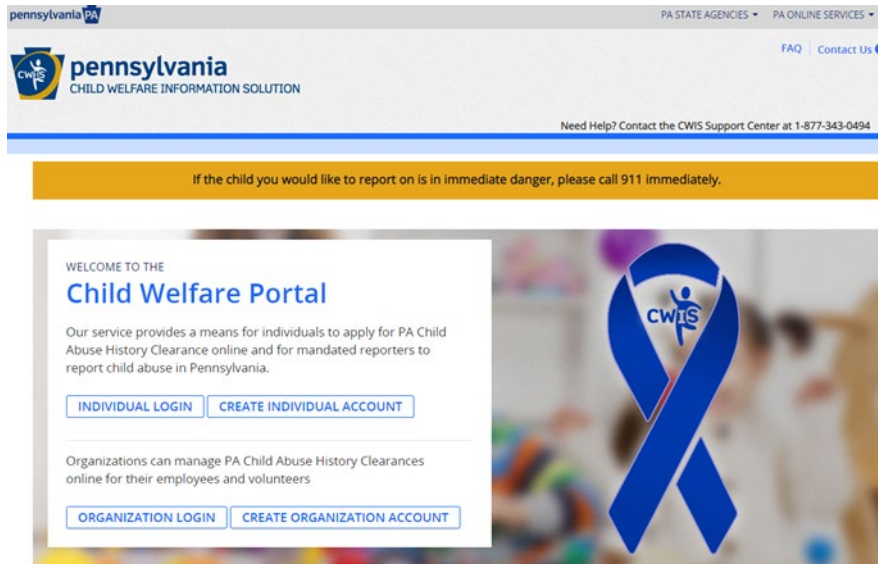 pennsylvania PA
PA STATE AGENCIES PA ONLINE SERVICES
FAQ Contact Us
CWIS
pennsylvania
CHILD WELFARE INFORMATION SOLUTION
Need Help? Contact the CWIS Support Center at 1-877-343-0494
If the child you would like to report on is in immediate danger, please call 911 immediately.
WELCOME TO THE
Child Welfare Portal
Our service provides a means for individuals to apply for PA Child
Abuse History Clearance online and for mandated reporters to
report child abuse in Pennsylvania.
INDIVIDUAL LOGIN CREATE INDIVIDUAL ACCOUNT
Organizations can manage PA Child Abuse History Clearances
online for their employees and volunteers
ORGANIZATION LOGIN CREATE ORGANIZATION ACCOUNT
CWIS